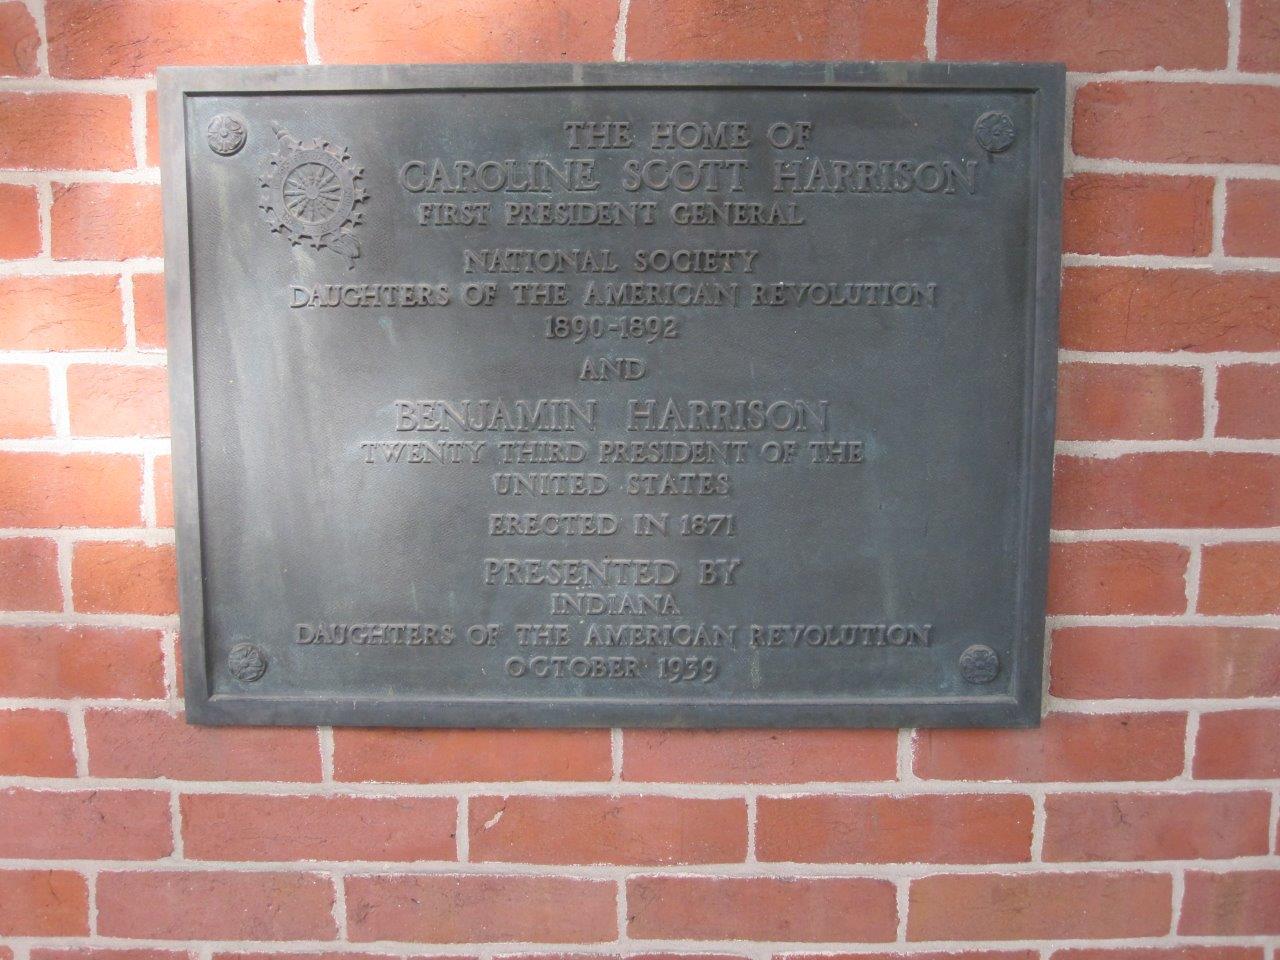 THE HOME OF
CAROLINE SCOTT HARRISON
FIRST PRESIDENT GENERAL
NATIONAL SOCIETY
DAUGHTERS OF THE AMERICAN REVOLUTION
1890-1892
AND
BENJAMIN HARRISON
TWENTY THIRD PRESIDENT OF THE
UNITED STATES
ERECTED IN 1871
PRESENTED BY
INDIANA
DAUGHTERS OF THE AMERICAN REVOLUTION
OCTOBER 1939